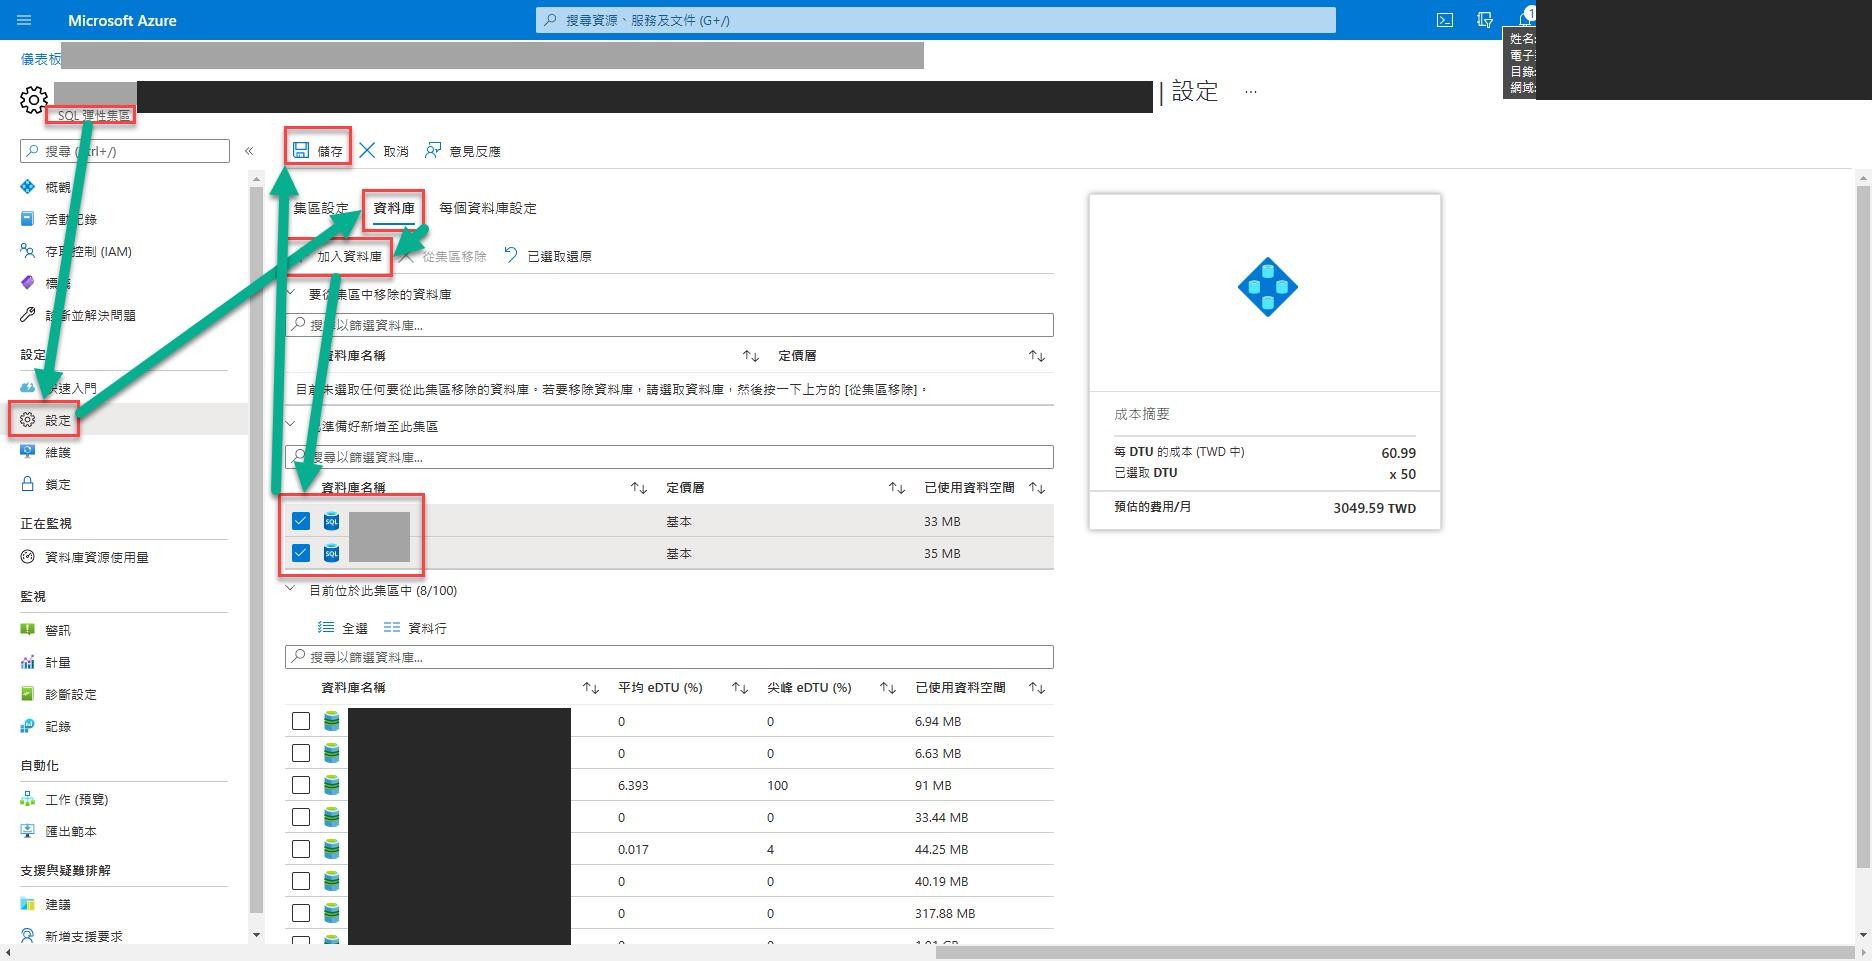 Microsoft Azure
搜尋資源、服務及文件 (G+/)
1
姓名:
目錄:
網域:
儀表板
| 設定 ...
SQL 彈性集區
搜尋 (Ctrl+/)
«
儲存
取消
意見反應
概觀
活動記錄
存取控制 (IAM)
標籤
診斷並解決問題
設定
快速入門
設定
維護
鎖定
正在監視
資料庫資源使用量
監視
警訊
計量
診斷設定
記錄
自動化
工作 (預覽)
匯出範本
支援與疑難排解
建議
新增支援要求
集區設定
資料庫
每個資料庫設定
加入資料庫
從集區移除
已選取還原
要從集區中移除的資料庫
搜尋以篩選資料庫...
資料庫名稱 定價層
目前未選取任何要從此集區移除的資料庫。若要移除資料庫，請選取資料庫，然後按一下上方的 [從集區移除]。
已準備好新增至此集區
搜尋以篩選資料庫...
資料庫名稱 定價層 已使用資料空間
SQL 基本 33 MB
SQL 基本 35 MB
目前位於此集區中 (8/100)
全選 資料行
搜尋以篩選資料庫...
資料庫名稱 平均 eDTU (%) 尖峰 eDTU (%) 已使用資料空間
0 0 6.94 MB
0 0 6.63 MB
6.393 100 91 MB
0 0 33.44 MB
0.017 4 44.25 MB
0 0 40.19 MB
0 0 317.88 MB
成本摘要
每 DTU 的成本 (TWD 中) 60.99
已選取 DTU x 50
預估的費用/月 3049.59 TWD